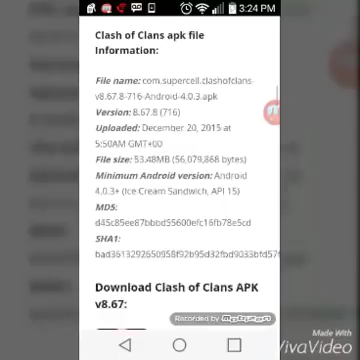 3:24 PM
Clash of Clans apk file
Information:
File name: com.supercell.clashofclans-
v8.67.8-716-Android-4.0.3.apk
Version: 8.67.8 (716)
Uploaded: December 20, 2015 at
5:50AM GMT+00
File size: 53.48MB (56,079,868 bytes)
Minimum Android version: Android
4.0.3+ (Ice Cream Sandwich, API 15)
MD5:
d45c85ee87bbbd55600efc16fb78e5cd
SHA1:
Download Clash of Clans APK
v8.67:
Recorded by
Mobizen
Made With
VivaVideo